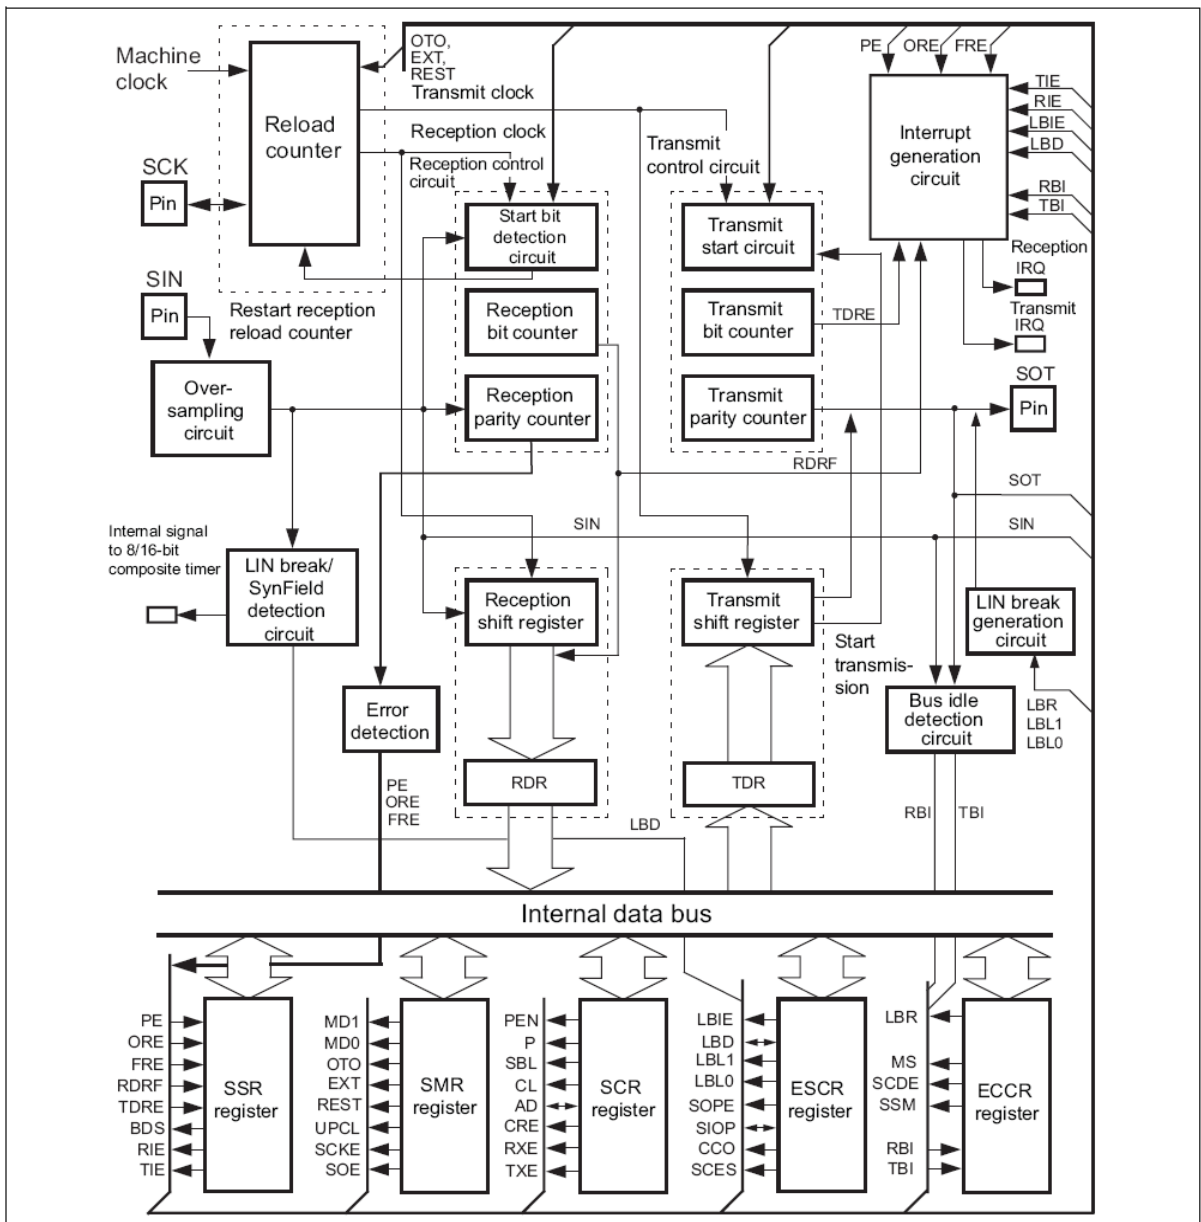 Machine
clock
OTO,
EXT,
REST
Transmit clock
PE
ORE
FRE
TIE
RIE
LBIE
LBD
RBI
TBI
Reload
counter
Interrupt
generation
circuit
Reception clock
Reception control
circuit
Transmit
control circuit
SCK
Pin
Start bit
detection
circuit
Transmit
start circuit
Reception
IRQ
Transmit
IRQ
SIN
Pin
Restart reception
reload counter
Reception
bit counter
Transmit
bit counter
TDRE
Over-
sampling
circuit
Reception
parity counter
Transmit
parity counter
SOT
Pin
RDRF
SOT
SIN
SIN
Internal signal
to 8/16-bit
composite timer
LIN break/
SynField
detection
circuit
Reception
shift register
Transmit
shift register
LIN break
generation
circuit
Start
transmis-
sion
Error
detection
Bus idle
detection
circuit
LBR
LBL1
LBL0
RDR
TDR
PE
ORE
FRE
LBD
RBI
TBI
Internal data bus
PE
ORE
FRE
RDRF
TDRE
BDS
RIE
TIE
SSR
register
MD1
MD0
OTO
EXT
REST
UPCL
SCKE
SOE
SMR
register
PEN
P
SBL
CL
AD
CRE
RXE
TXE
SCR
register
LBIE
LBD
LBL1
LBL0
SOPE
SIOP
CCO
SCES
ESCR
register
LBR
MS
SCDE
SSM
RBI
TBI
ECCR
register